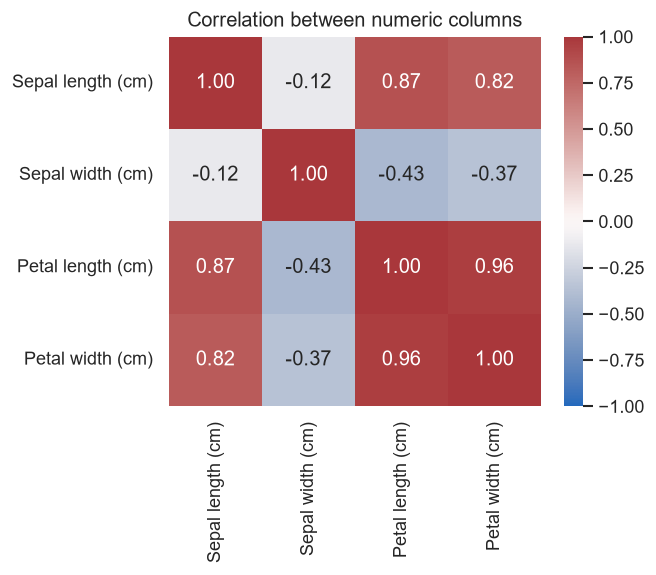 Correlation between numeric columns
Sepal length (cm) 1.00 -0.12 0.87 0.82
Sepal width (cm) -0.12 1.00 -0.43 -0.37
Petal length (cm) 0.87 -0.43 1.00 0.96
Petal width (cm) 0.82 -0.37 0.96 1.00
Sepal length (cm)
Sepal width (cm)
Petal length (cm)
Petal width (cm)
1.00
0.75
0.50
0.25
0.00
−0.25
−0.50
−0.75
−1.00